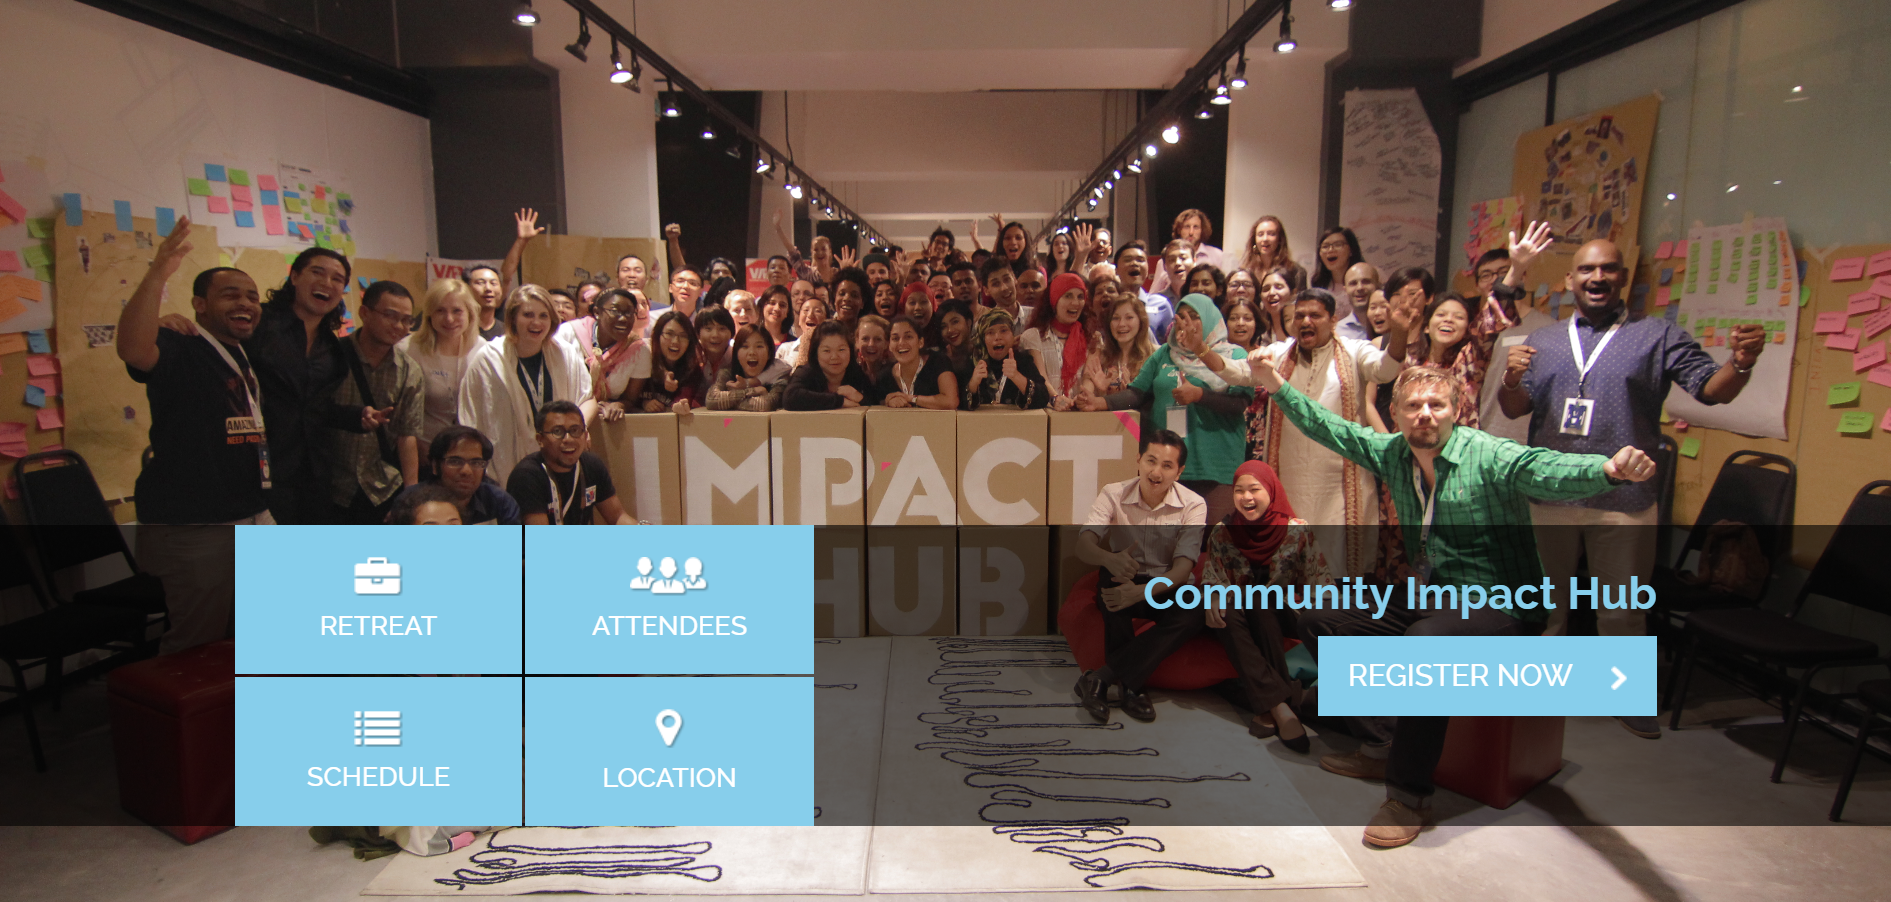 IMPACT
HUB
RETREAT
ATTENDEES
Community Impact Hub
REGISTER NOW
SCHEDULE
LOCATION